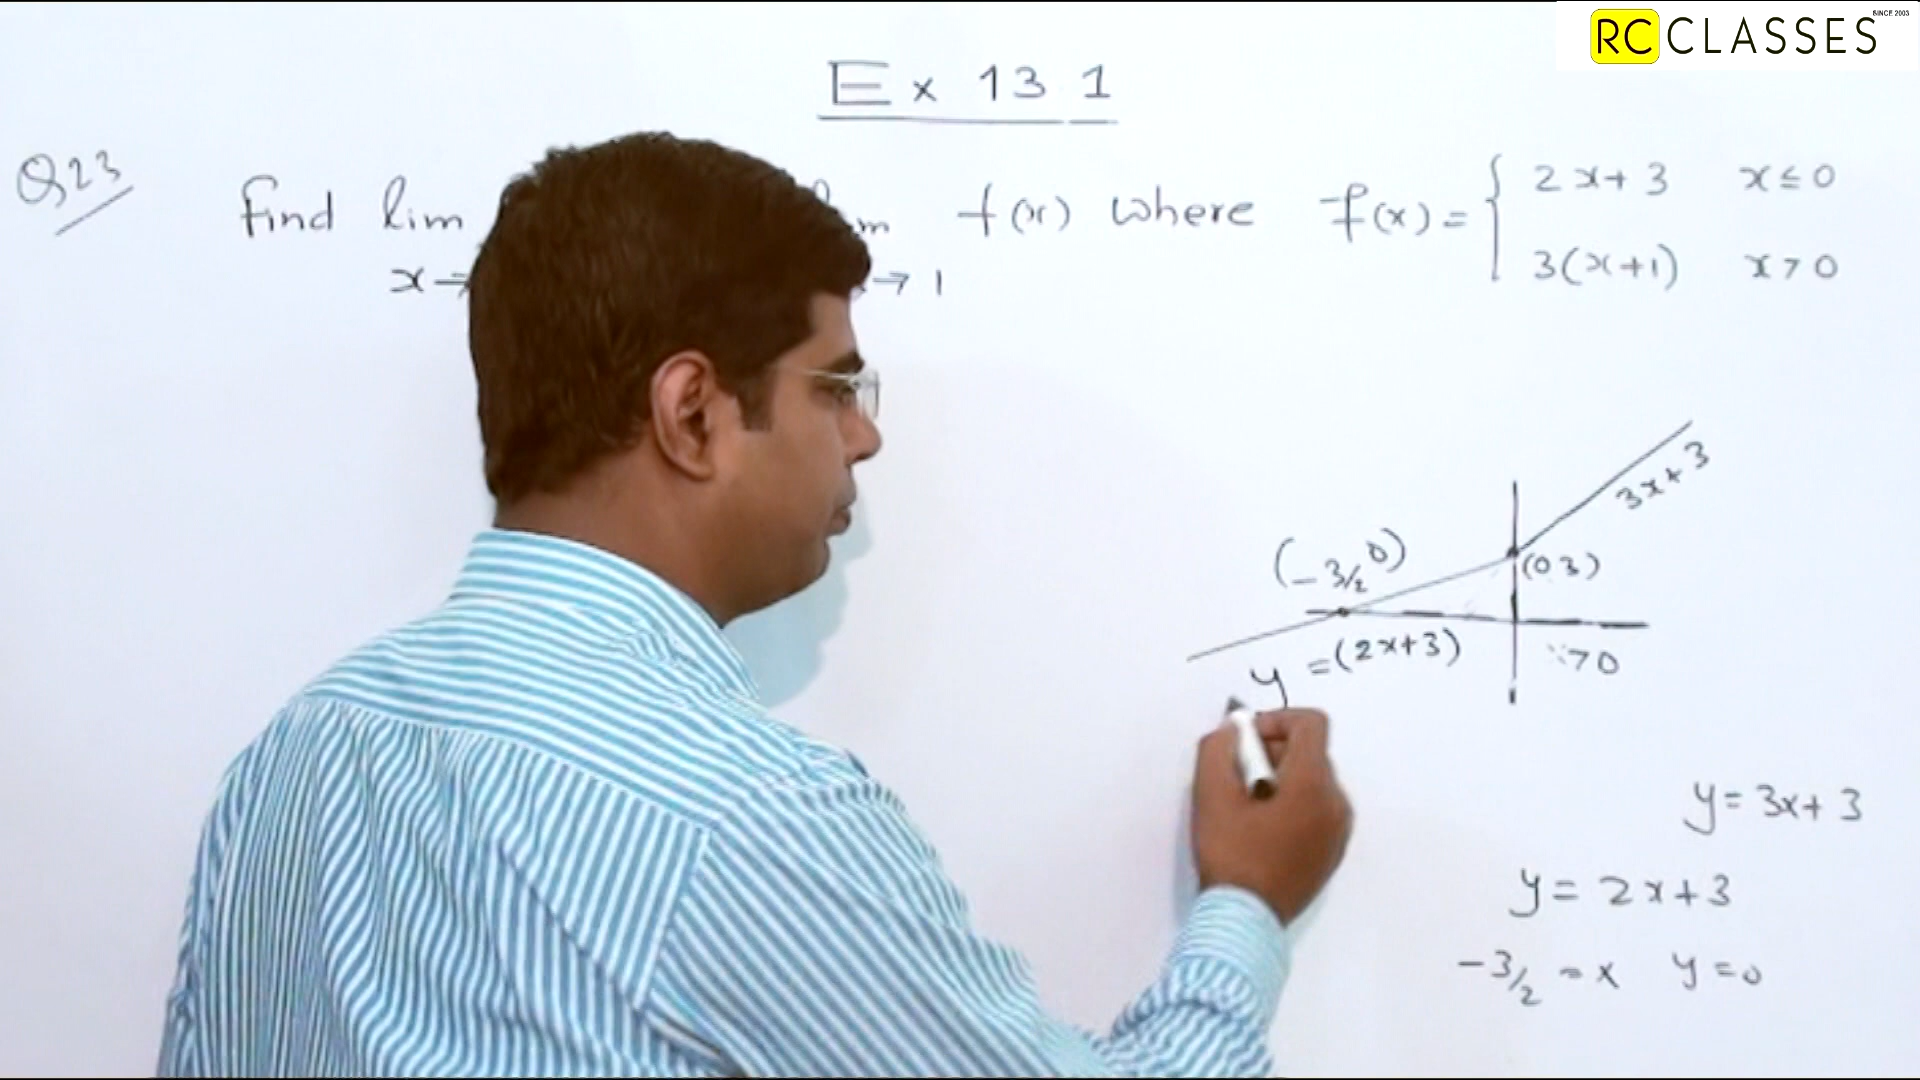 RC CLASSES
SINCE 2003
Ex 13 1
Q23 find lim f(x) where f(x) = { 2x+3 x≤0
x→ → 1 3(x+1) x>0
3x+3
(-3/2 0)
(0 3)
y = (2x+3)
>0
y = 3x+3
y = 2x+3
-3/2 = x y = 0